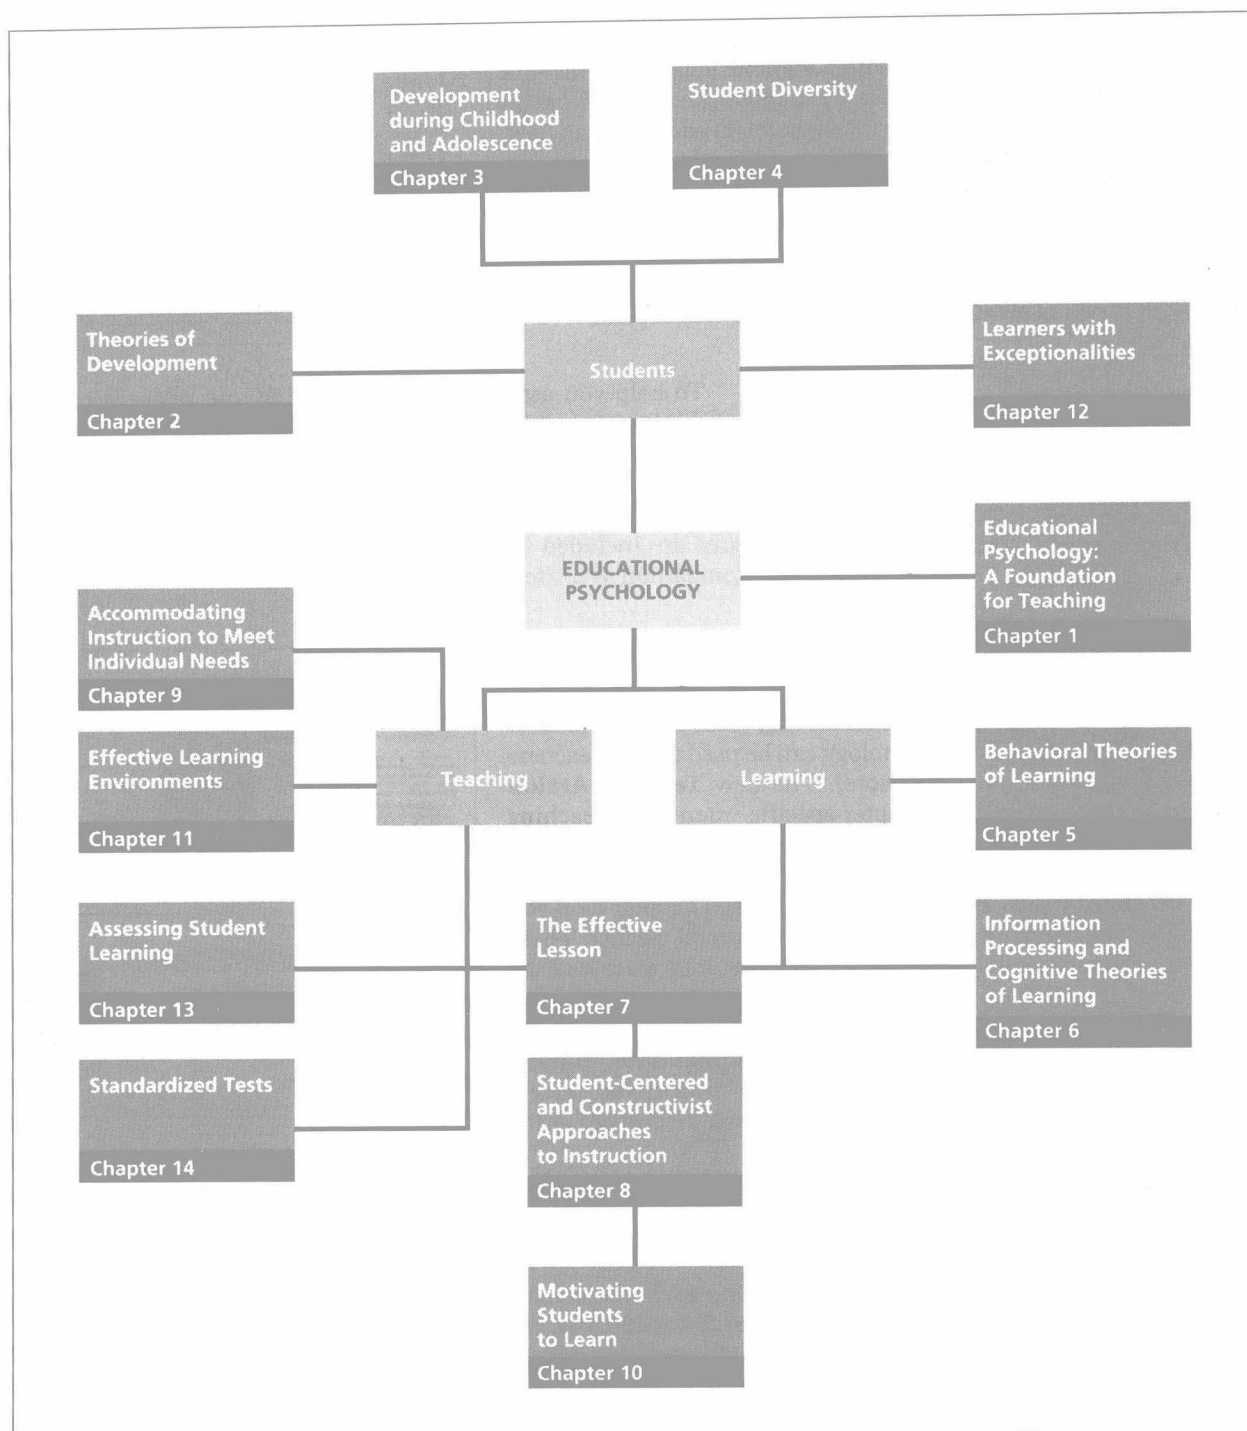 Development
during Childhood
and Adolescence
Chapter 3
Student Diversity
Chapter 4
Theories of
Development
Chapter 2
Students
Learners with
Exceptionalities
Chapter 12
EDUCATIONAL
PSYCHOLOGY
Educational
Psychology:
A Foundation
for Teaching
Chapter 1
Accommodating
Instruction to Meet
Individual Needs
Chapter 9
Effective Learning
Environments
Chapter 11
Teaching
Learning
Behavioral Theories
of Learning
Chapter 5
Assessing Student
Learning
Chapter 13
The Effective
Lesson
Chapter 7
Information
Processing and
Cognitive Theories
of Learning
Chapter 6
Standardized Tests
Chapter 14
Student-Centered
and Constructivist
Approaches
to Instruction
Chapter 8
Motivating
Students
to Learn
Chapter 10